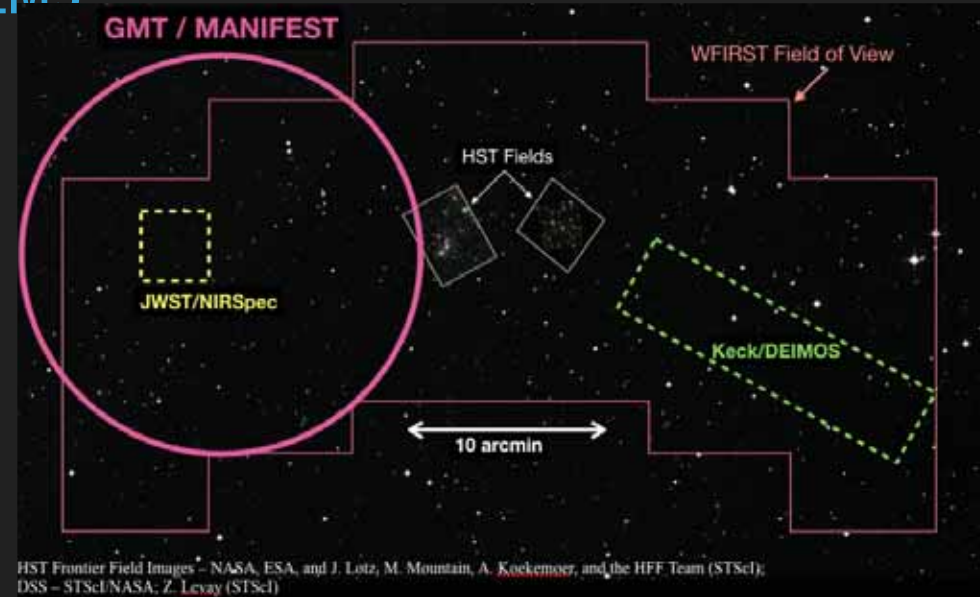 GMT / MANIFEST
WFIRST Field of View
HST Fields
JWST/NIRSpec
Keck/DEIMOS
10 arcmin
HST Frontier Field Images – NASA, ESA, and J. Lotz, M. Mountain, A. Koekemoer, and the HFF Team (STScI);
DSS – STScI/NASA; Z. Levay (STScI)